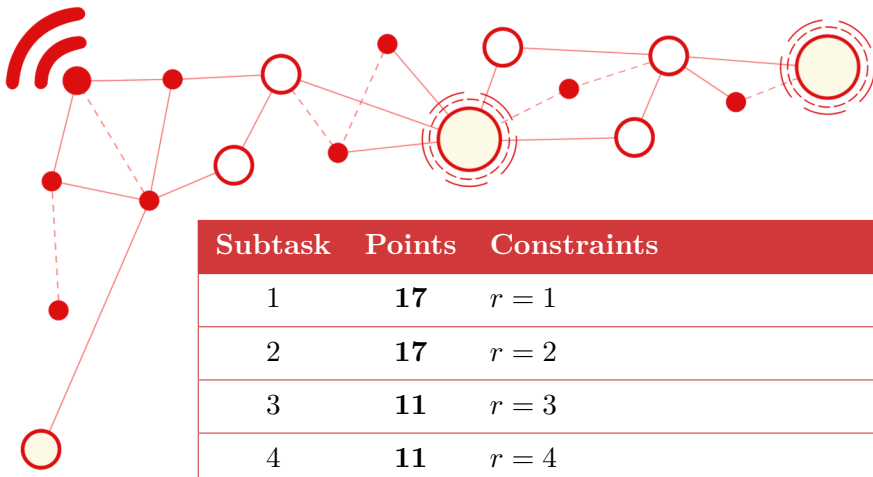 Subtask Points Constraints
1 17 r = 1
2 17 r = 2
3 11 r = 3
4 11 r = 4